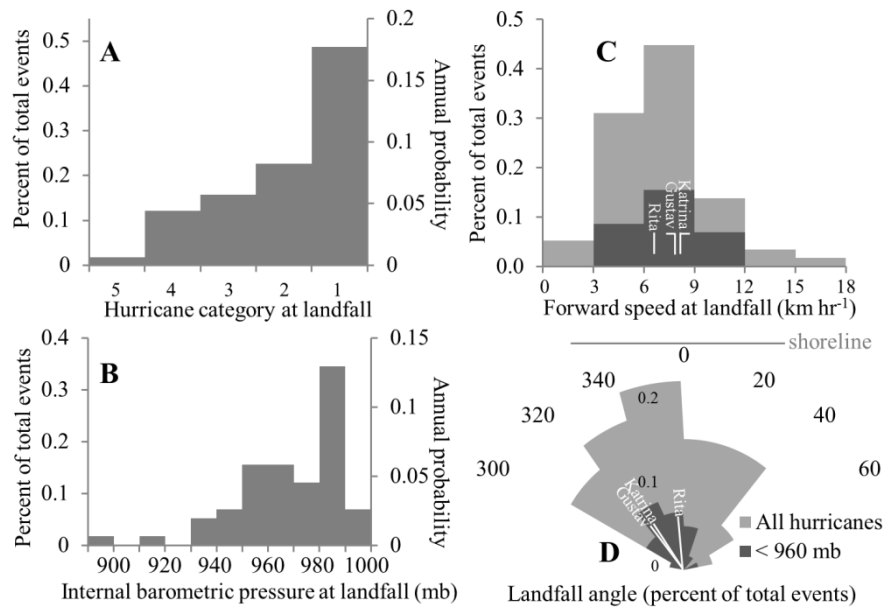 A
Percent of total events
0.5
0.4
0.3
0.2
0.1
0
0.2
0.15
0.1
0.05
0
Annual probability
5 4 3 2 1
Hurricane category at landfall
C
Percent of total events
0.5
0.4
0.3
0.2
0.1
0.0
Katrina
Gustav
Rita
0 3 6 9 12 15 18
Forward speed at landfall (km hr⁻¹)
B
Percent of total events
0.4
0.3
0.2
0.1
0
0.15
0.1
0.05
0
Annual probability
900 920 940 960 980 1000
Internal barometric pressure at landfall (mb)
shoreline
0
340 20
320 40
300 60
0.2
0.1
0
Katrina
Gustav
Rita
D
All hurricanes
< 960 mb
Landfall angle (percent of total events)